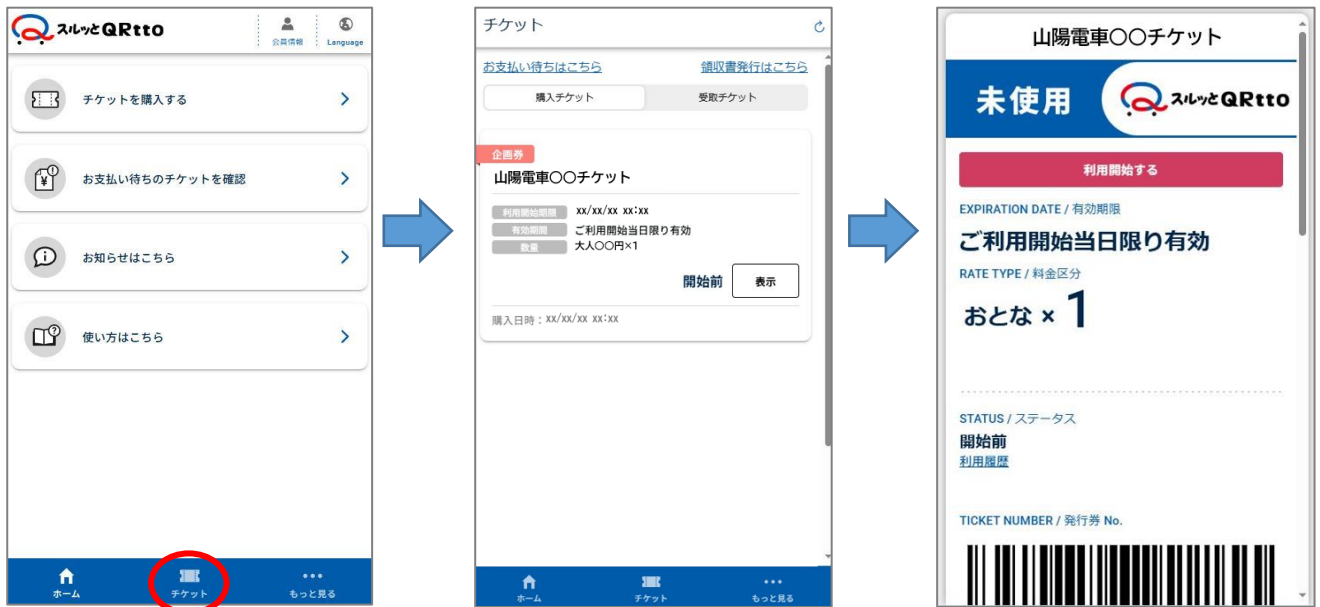 スルッとQRtto
会員情報
Language
チケットを購入する
お支払い待ちのチケットを確認
お知らせはこちら
使い方はこちら
ホーム
チケット
もっと見る
チケット
お支払い待ちはこちら
領収書発行はこちら
購入チケット
受取チケット
企画券
山陽電車〇〇チケット
利用開始期限 xx/xx/xx xx:xx
有効期間 ご利用開始当日限り有効
数量 大人〇〇円×1
開始前
表示
購入日時：xx/xx/xx xx:xx
ホーム
チケット
もっと見る
山陽電車〇〇チケット
未使用
スルッとQRtto
利用開始する
EXPIRATION DATE / 有効期限
ご利用開始当日限り有効
RATE TYPE / 料金区分
おとな × 1
STATUS / ステータス
開始前
利用履歴
TICKET NUMBER / 発行券 No.